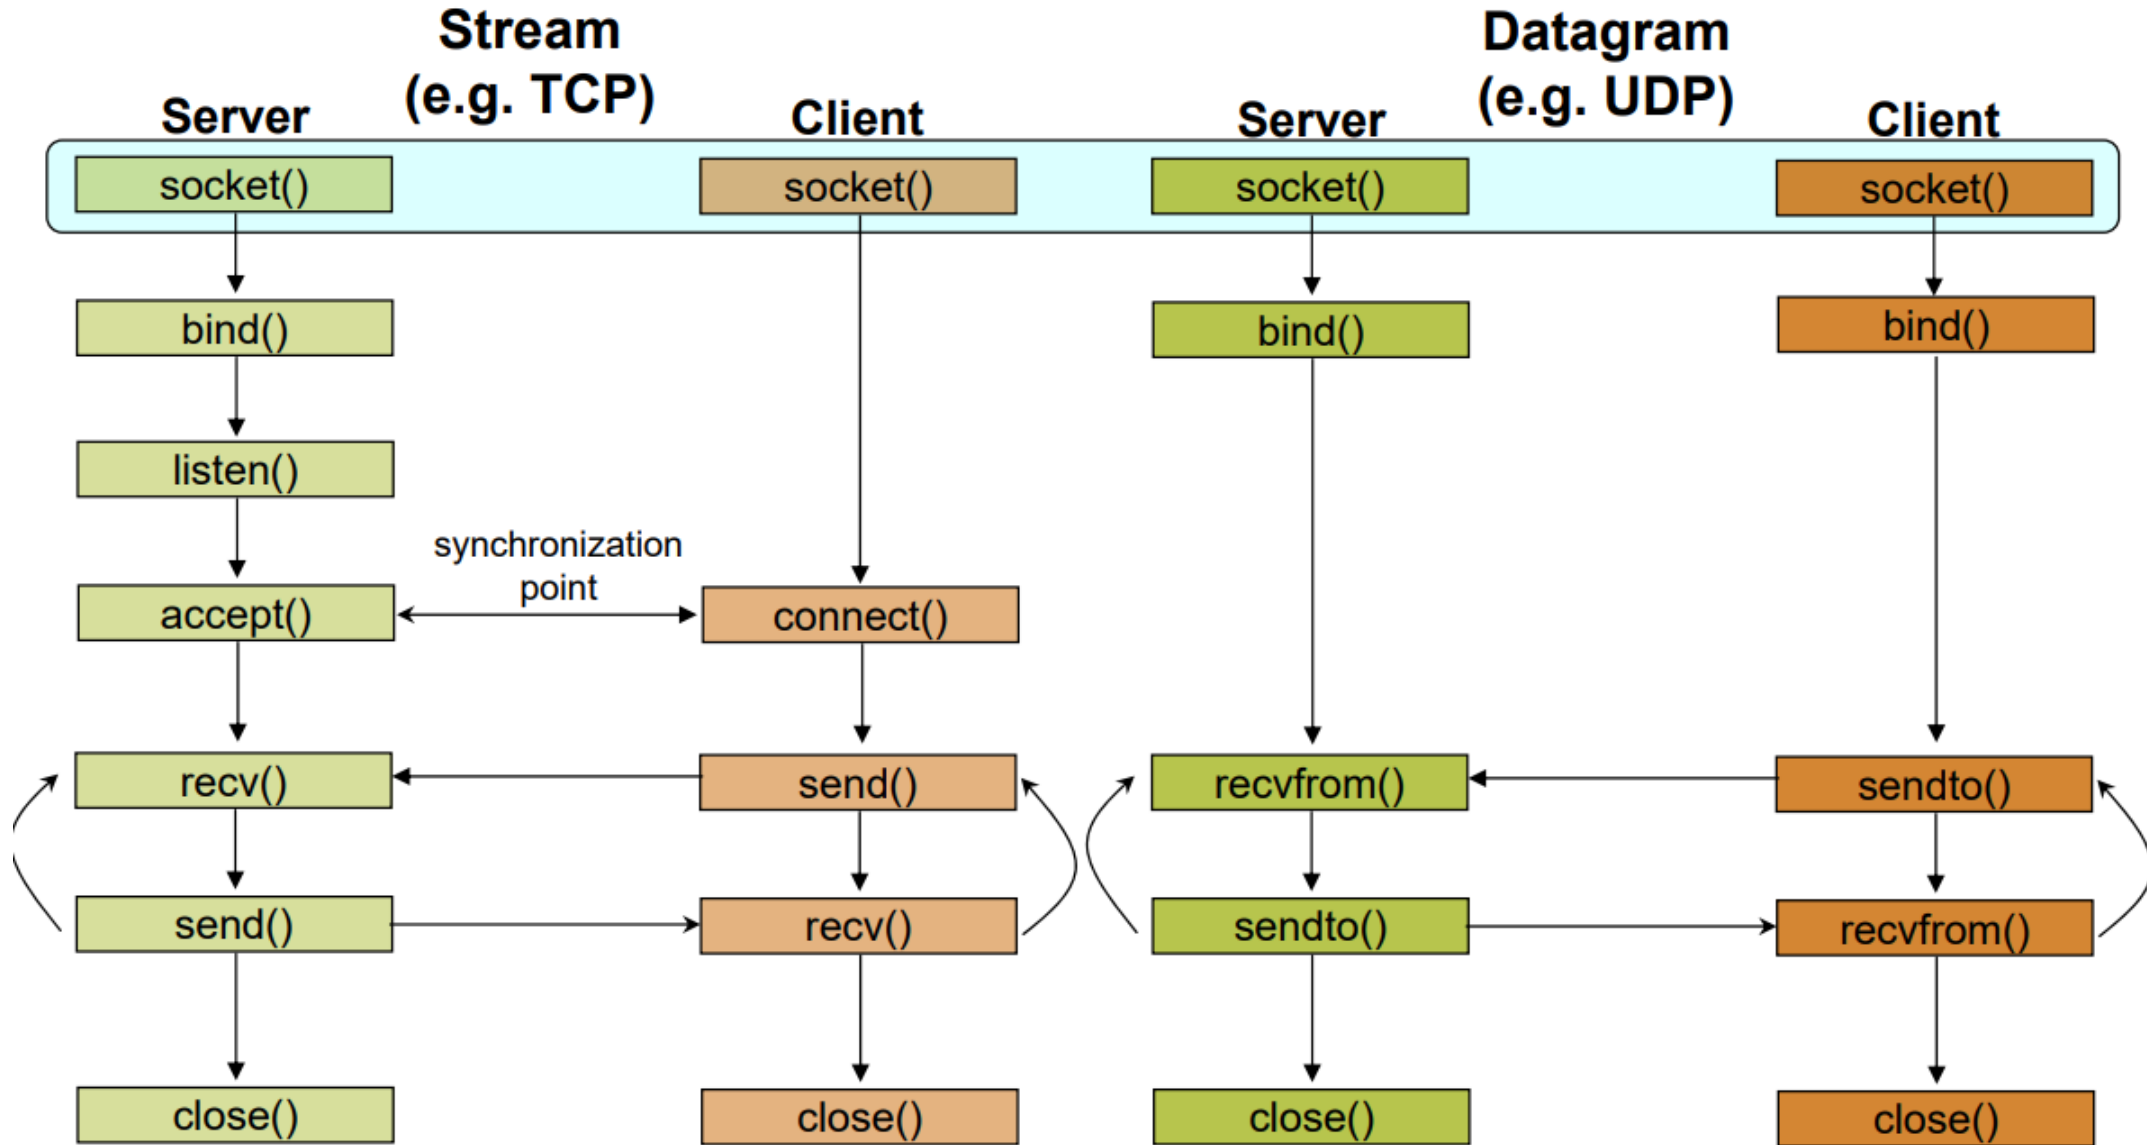 Stream
(e.g. TCP)
Datagram
(e.g. UDP)
Server
Client
Server
Client
socket()
socket()
socket()
socket()
bind()
bind()
bind()
listen()
synchronization
point
accept()
connect()
recv()
send()
recvfrom()
sendto()
send()
recv()
sendto()
recvfrom()
close()
close()
close()
close()